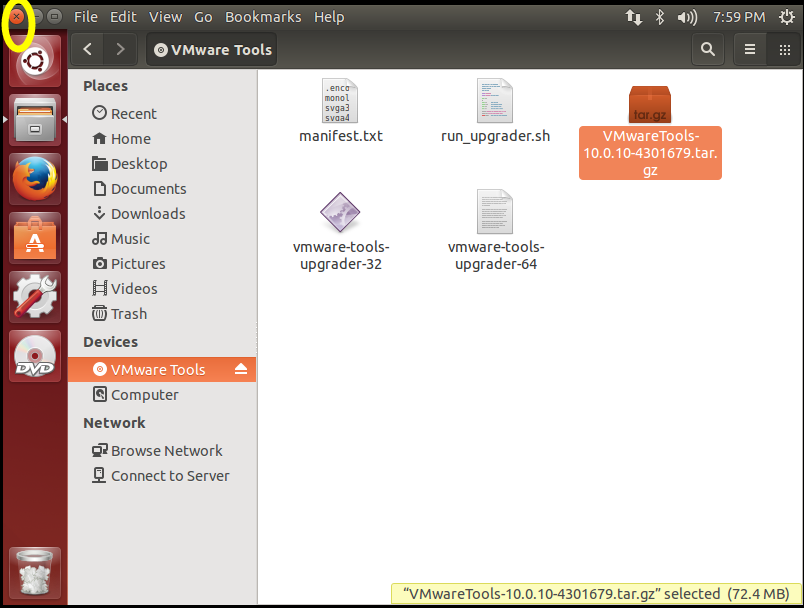 File Edit View Go Bookmarks Help 7:59 PM
VMware Tools
Places
Recent
Home
Desktop
Documents
Downloads
Music
Pictures
Videos
Trash
Devices
VMware Tools
Computer
Network
Browse Network
Connect to Server
.enco
monol
svga3
svga4
manifest.txt
run_upgrader.sh
tar.gz
VMwareTools-
10.0.10-4301679.tar.
gz
vmware-tools-
upgrader-32
vmware-tools-
upgrader-64
DVD
“VMwareTools-10.0.10-4301679.tar.gz” selected (72.4 MB)